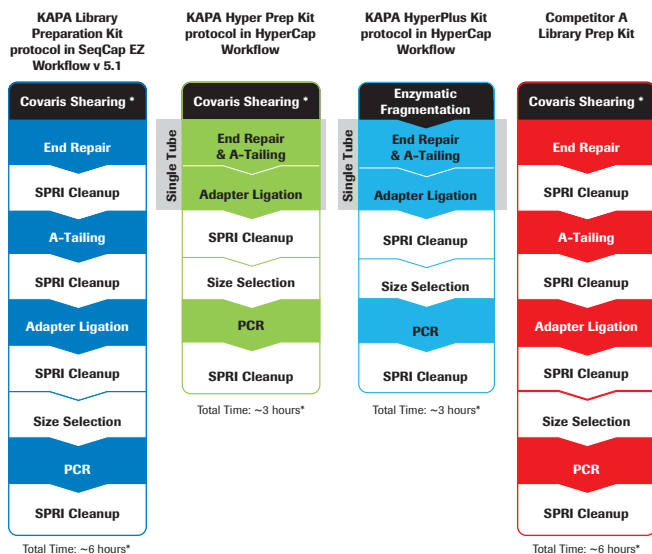 KAPA Library
Preparation Kit
protocol in SeqCap EZ
Workflow v 5.1
Covaris Shearing *
End Repair
SPRI Cleanup
A-Tailing
SPRI Cleanup
Adapter Ligation
SPRI Cleanup
Size Selection
PCR
SPRI Cleanup
Total Time: ~6 hours*
KAPA Hyper Prep Kit
protocol in HyperCap
Workflow
Covaris Shearing *
Single Tube
End Repair
& A-Tailing
Adapter Ligation
SPRI Cleanup
Size Selection
PCR
SPRI Cleanup
Total Time: ~3 hours*
KAPA HyperPlus Kit
protocol in HyperCap
Workflow
Enzymatic
Fragmentation
Single Tube
End Repair
& A-Tailing
Adapter Ligation
SPRI Cleanup
Size Selection
PCR
SPRI Cleanup
Total Time: ~3 hours*
Competitor A
Library Prep Kit
Covaris Shearing *
End Repair
SPRI Cleanup
A-Tailing
SPRI Cleanup
Adapter Ligation
SPRI Cleanup
Size Selection
PCR
SPRI Cleanup
Total Time: ~6 hours*